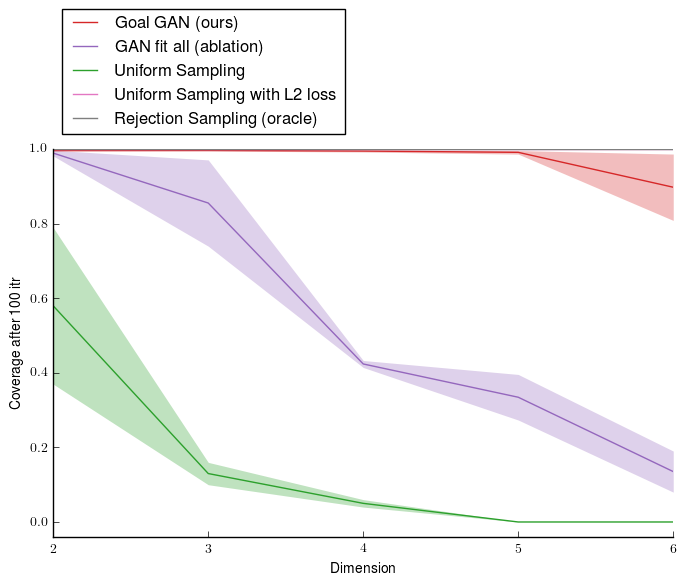 Goal GAN (ours)
GAN fit all (ablation)
Uniform Sampling
Uniform Sampling with L2 loss
Rejection Sampling (oracle)
1.0
0.8
0.6
0.4
0.2
0.0
Coverage after 100 itr
2 3 4 5 6
Dimension